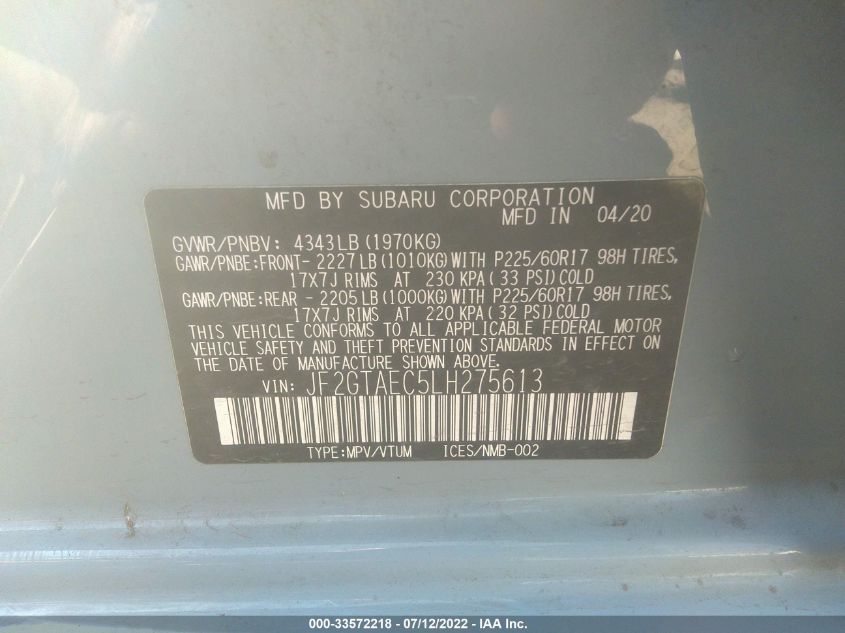 MFD BY SUBARU CORPORATION
MFD IN 04/20
GVWR/PNBV: 4343LB (1970KG)
GAWR/PNBE:FRONT- 2227LB (1010KG) WITH P225/60R17 98H TIRES,
17X7J RIMS AT 230 KPA (33 PSI) COLD
GAWR/PNBE:REAR - 2205LB (1000KG) WITH P225/60R17 98H TIRES,
17X7J RIMS AT 220 KPA (32 PSI) COLD
THIS VEHICLE CONFORMS TO ALL APPLICABLE FEDERAL MOTOR
VEHICLE SAFETY AND THEFT PREVENTION STANDARDS IN EFFECT ON
THE DATE OF MANUFACTURE SHOWN ABOVE.
VIN: JF2GTAEC5LH275613
TYPE:MPV/VTUM ICES/NMB-002
000-33572218 - 07/12/2022 - IAA Inc.